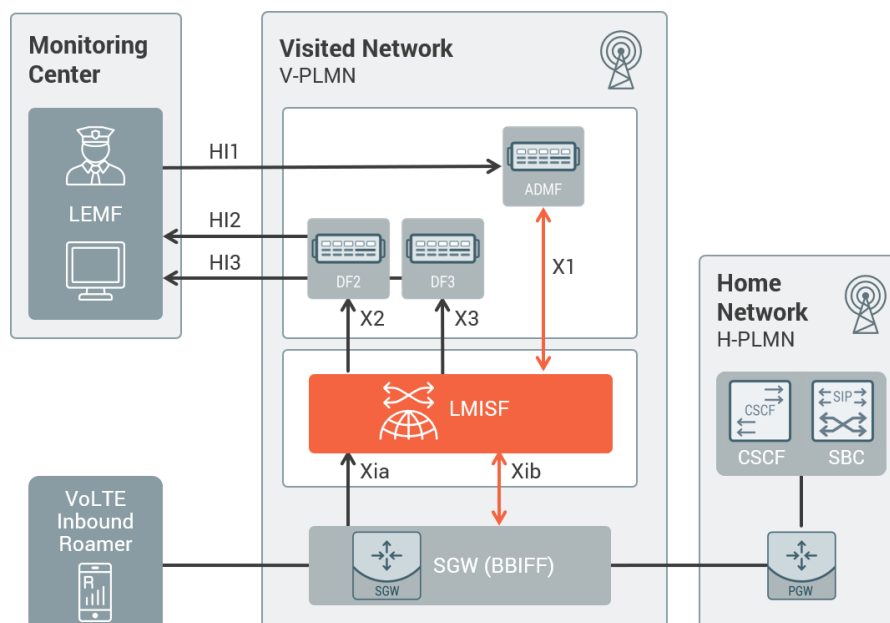 Monitoring
Center
LEMF
HI1
HI2
HI3
Visited Network
V-PLMN
ADMF
DF2
DF3
X1
X2
X3
LMISF
Xia
Xib
SGW (BBIFF)
SGW
VoLTE
Inbound
Roamer
R
Home
Network
H-PLMN
CSCF
SIP
CSCF
SBC
PGW